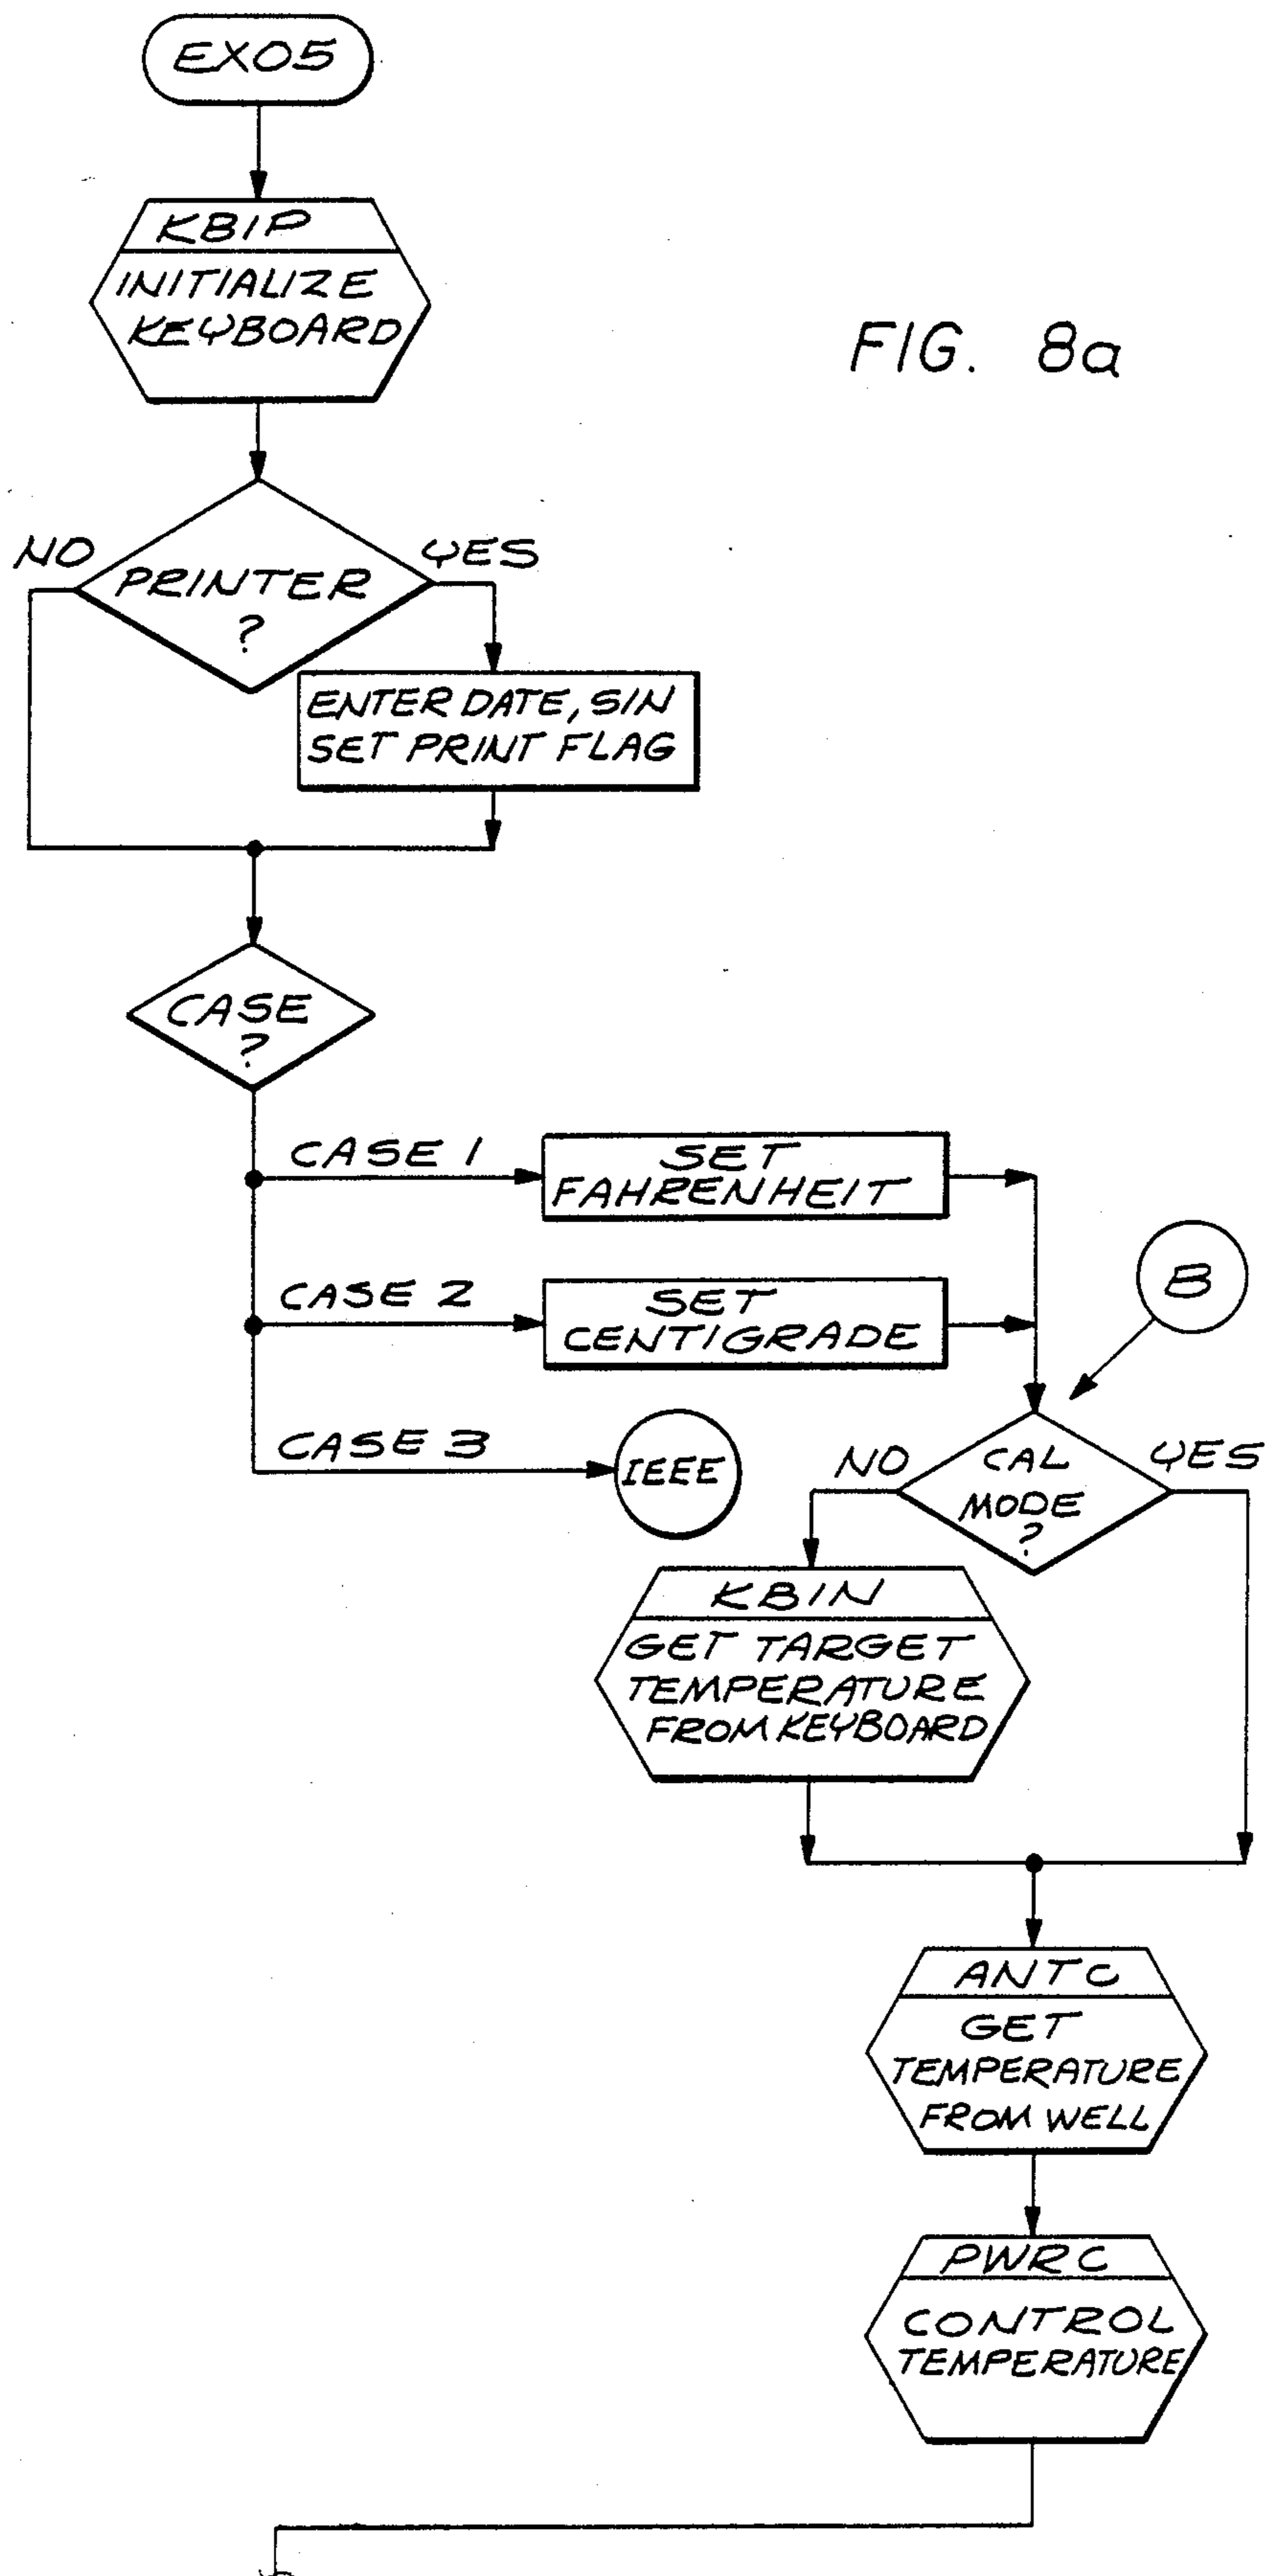 EXO5
KBIP
INITIALIZE
KEYBOARD
FIG. 8a
NO
YES
PRINTER
?
ENTER DATE, S/N
SET PRINT FLAG
CASE
?
CASE 1
SET
FAHRENHEIT
B
CASE 2
SET
CENTIGRADE
CASE 3
IEEE
NO
CAL
MODE
?
YES
KBIN
GET TARGET
TEMPERATURE
FROM KEYBOARD
ANTC
GET
TEMPERATURE
FROM WELL
PWRC
CONTROL
TEMPERATURE